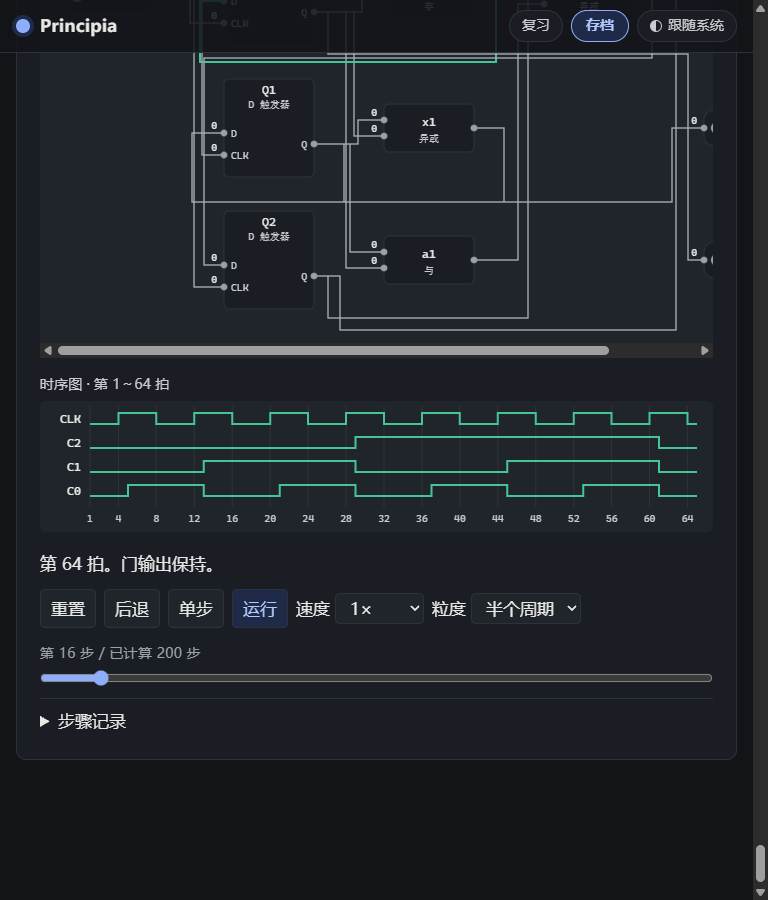 Principia
复习
存档
跟随系统
0
CLK
Q
Q1
D 触发器
0
D
0
CLK
Q
0
0
x1
异或
0
Q2
D 触发器
0
D
0
CLK
Q
0
0
a1
与
0
时序图 · 第 1~64 拍
CLK
C2
C1
C0
1 4 8 12 16 20 24 28 32 36 40 44 48 52 56 60 64
第 64 拍。门输出保持。
重置 后退 单步 运行 速度 1× 粒度 半个周期
第 16 步 / 已计算 200 步
步骤记录